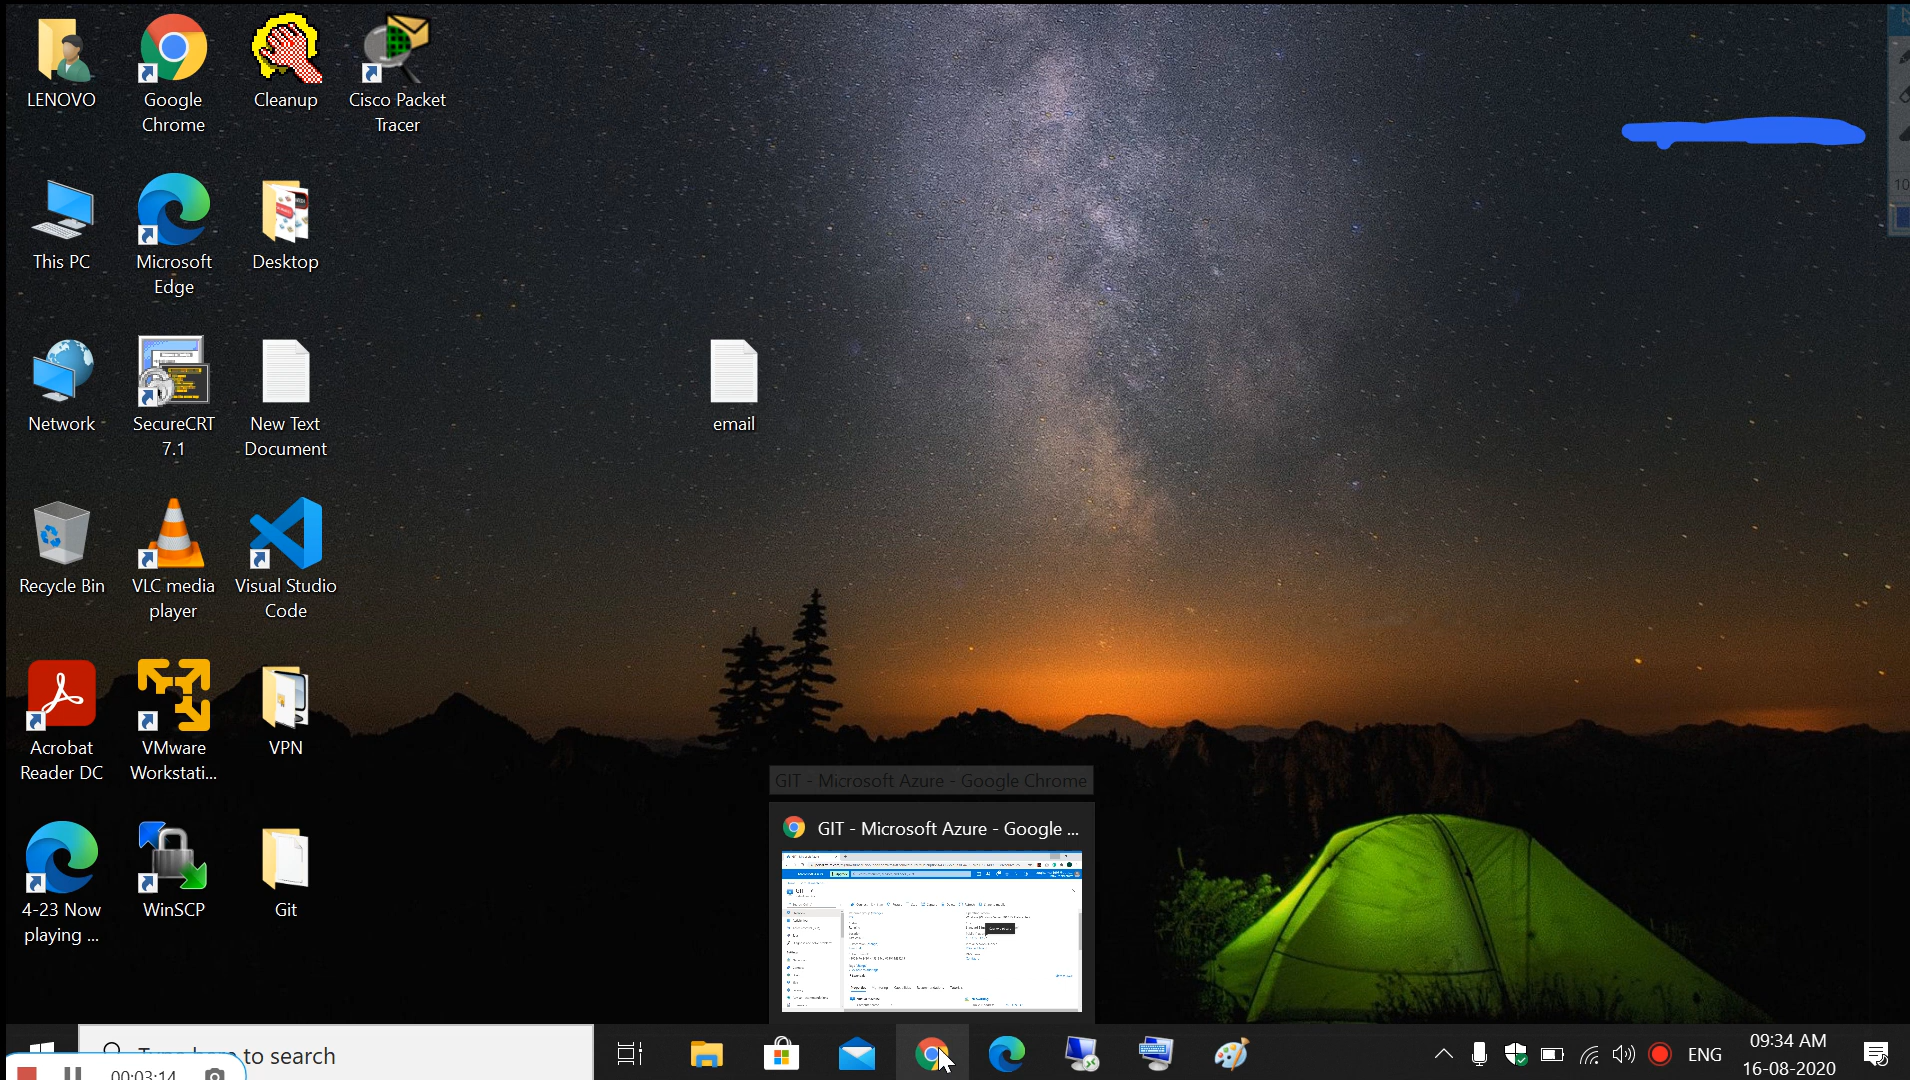 LENOVO
Google
Chrome
Cleanup
Cisco Packet
Tracer
This PC
Microsoft
Edge
Desktop
10
Network
SecureCRT
7.1
New Text
Document
email
Recycle Bin
VLC media
player
Visual Studio
Code
Acrobat
Reader DC
VMware
Workstati...
VPN
GIT - Microsoft Azure - Google Chrome
GIT - Microsoft Azure - Google ...
4-23 Now
playing ...
WinSCP
Git
to search
00:03:14
ENG
09:34 AM
16-08-2020